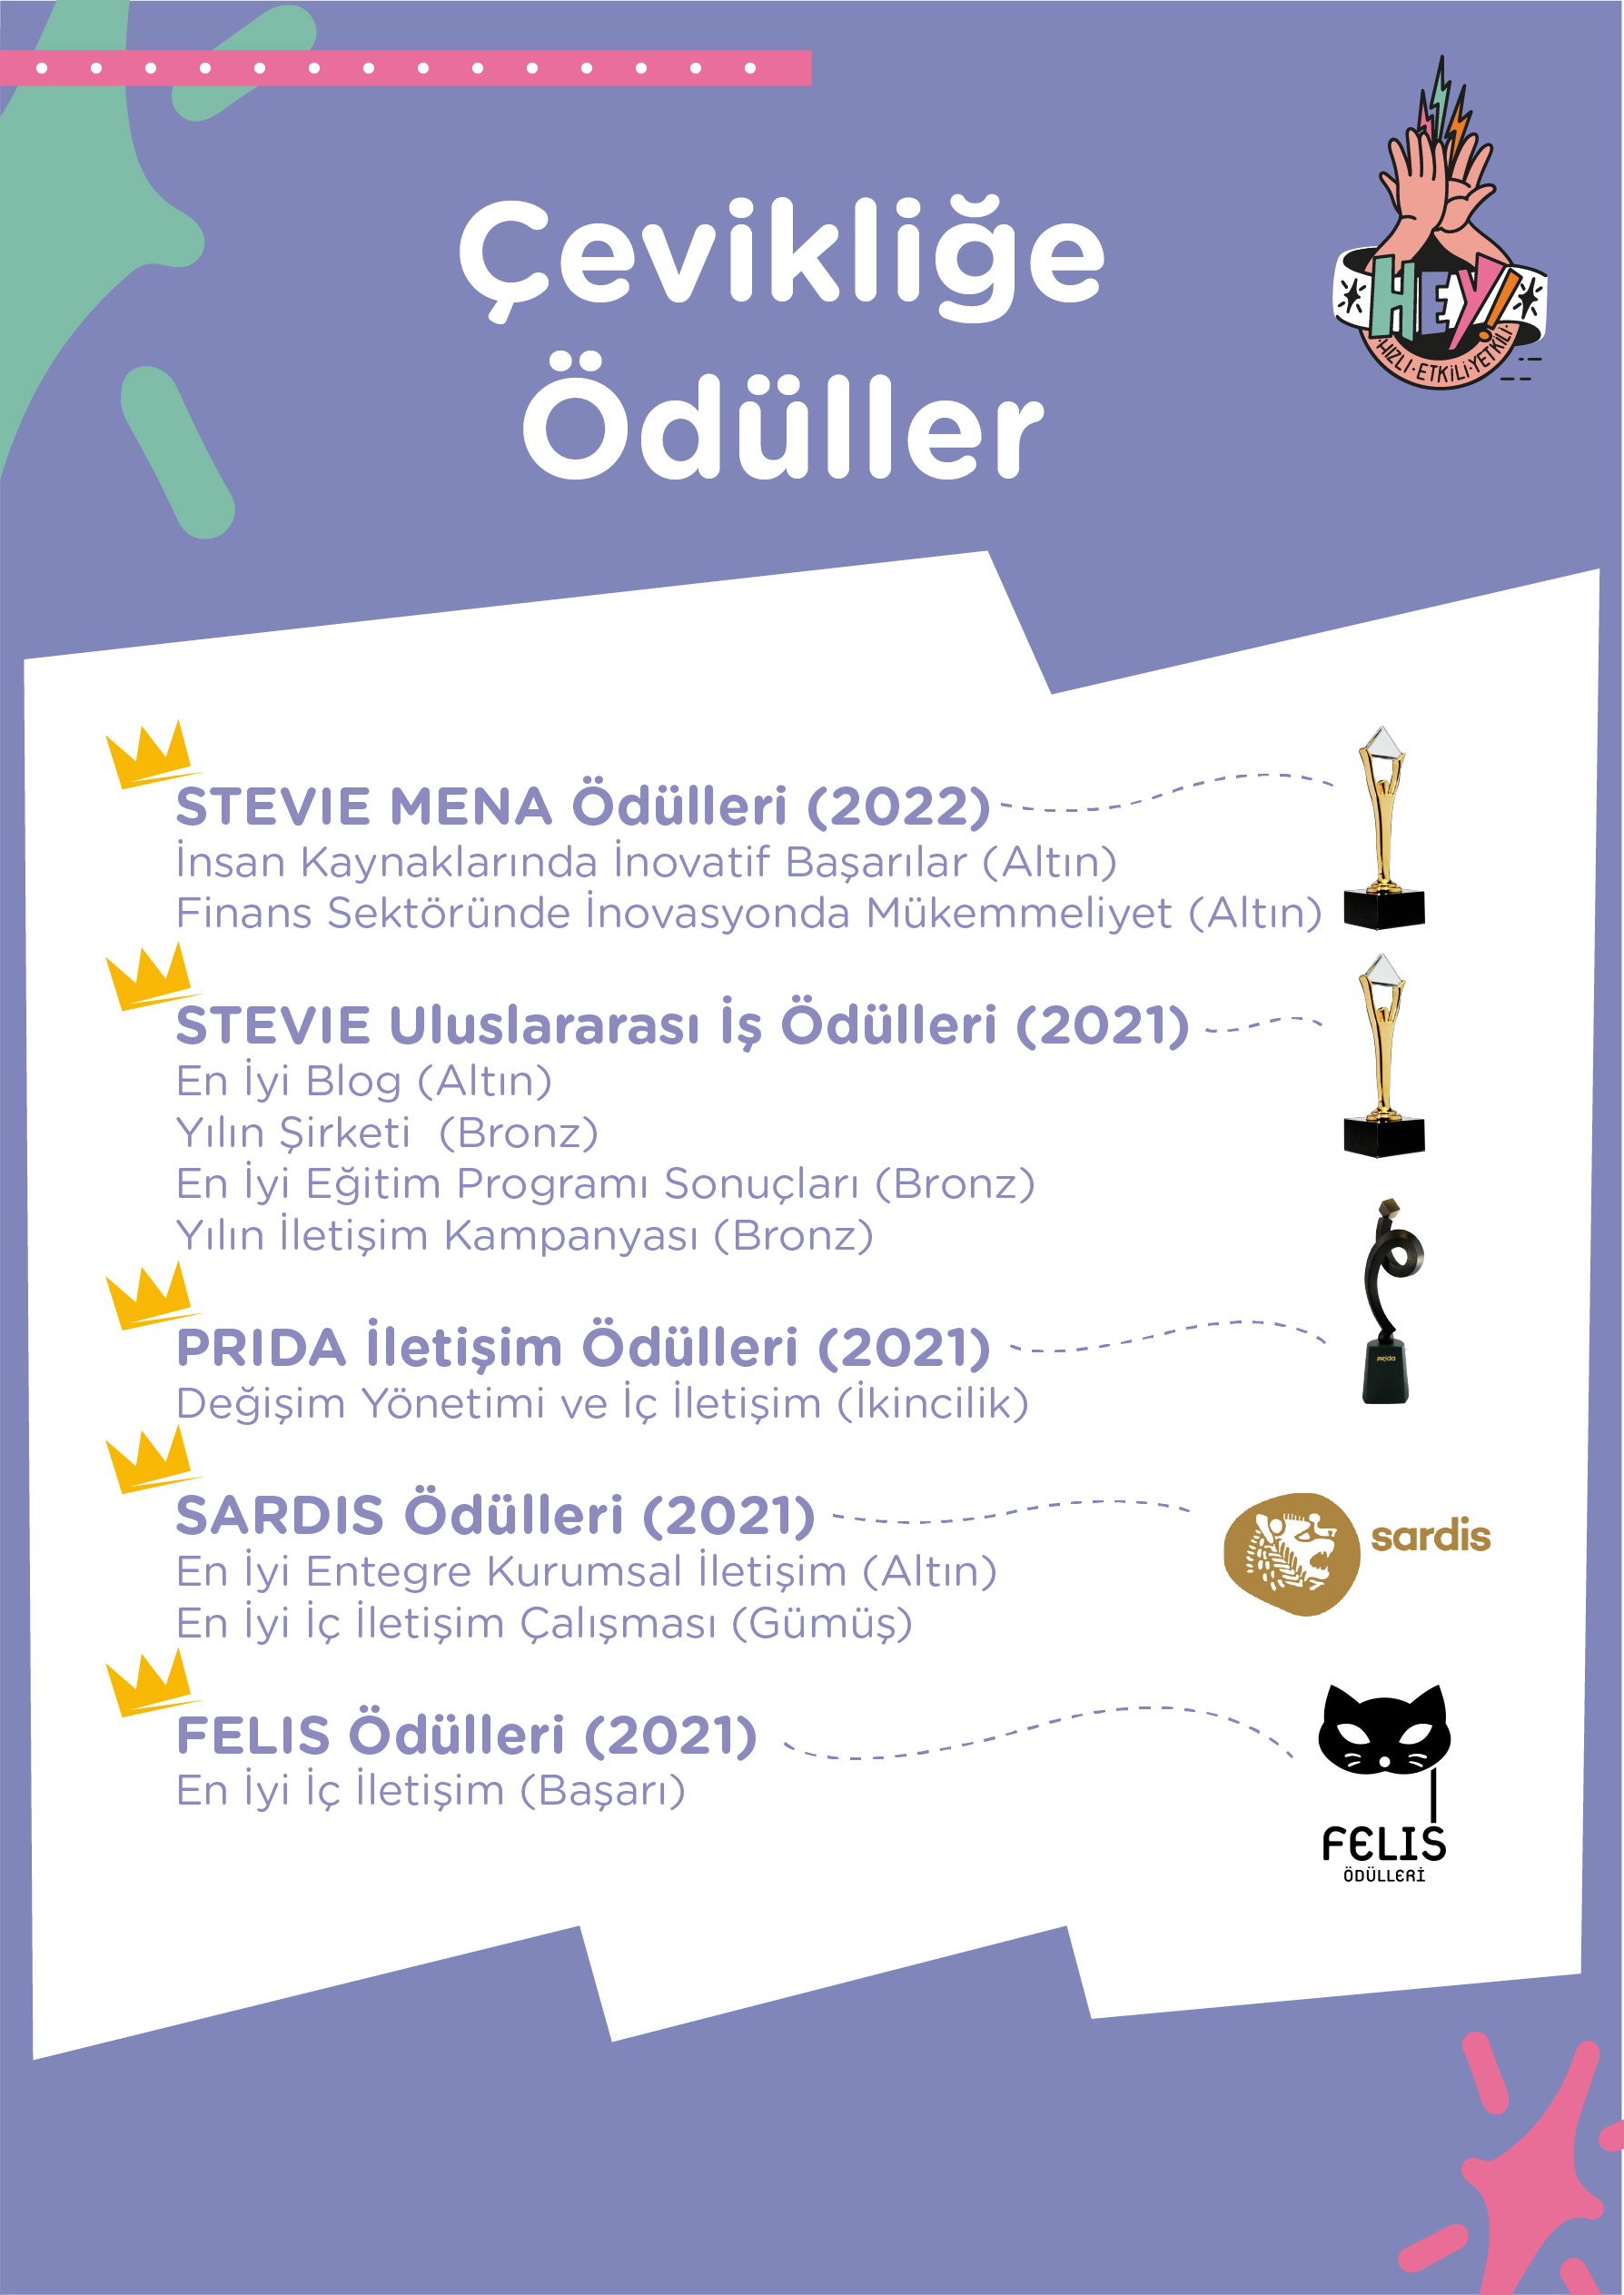 Çevikliğe
Ödüller
HEY!
·HIZLI·ETKİLİ·YETKİLİ·
STEVIE MENA Ödülleri (2022)
İnsan Kaynaklarında İnovatif Başarılar (Altın)
Finans Sektöründe İnovasyonda Mükemmeliyet (Altın)
STEVIE Uluslarararası İş Ödülleri (2021)
En İyi Blog (Altın)
Yılın Şirketi (Bronz)
En İyi Eğitim Programı Sonuçları (Bronz)
Yılın İletişim Kampanyası (Bronz)
PRIDA İletişim Ödülleri (2021)
Değişim Yönetimi ve İç İletişim (İkincilik)
prida
SARDIS Ödülleri (2021)
En İyi Entegre Kurumsal İletişim (Altın)
En İyi İç İletişim Çalışması (Gümüş)
sardis
FELIS Ödülleri (2021)
En İyi İç İletişim (Başarı)
FELIS
ÖDÜLLERİ